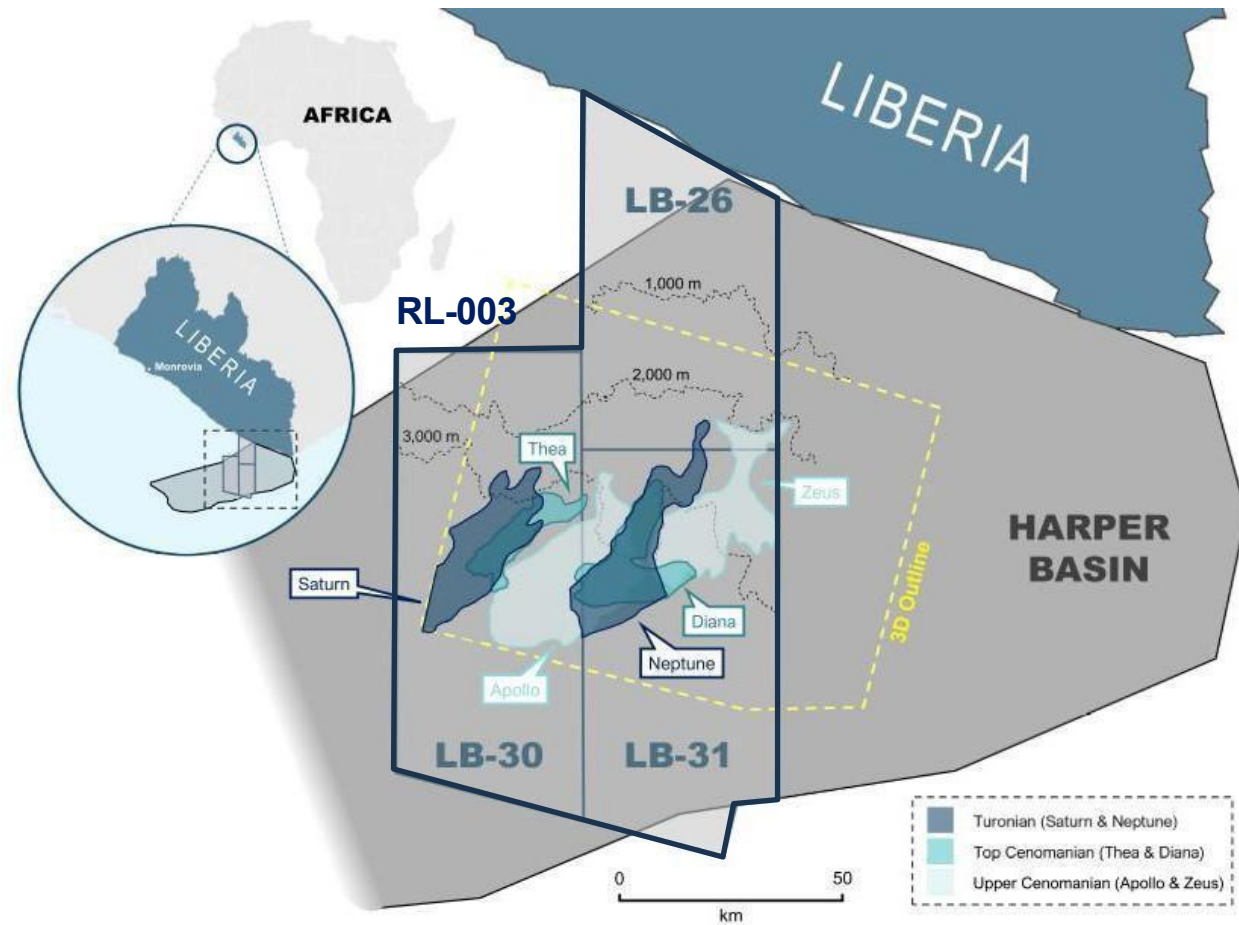 AFRICA
LIBERIA
LIBERIA
Monrovia
LB-26
1,000 m
RL-003
2,000 m
3,000 m
Thea
Zeus
HARPER
BASIN
Saturn
3D Outline
Diana
Neptune
Apollo
LB-30
LB-31
Turonian (Saturn & Neptune)
Top Cenomanian (Thea & Diana)
Upper Cenomanian (Apollo & Zeus)
0 50
km